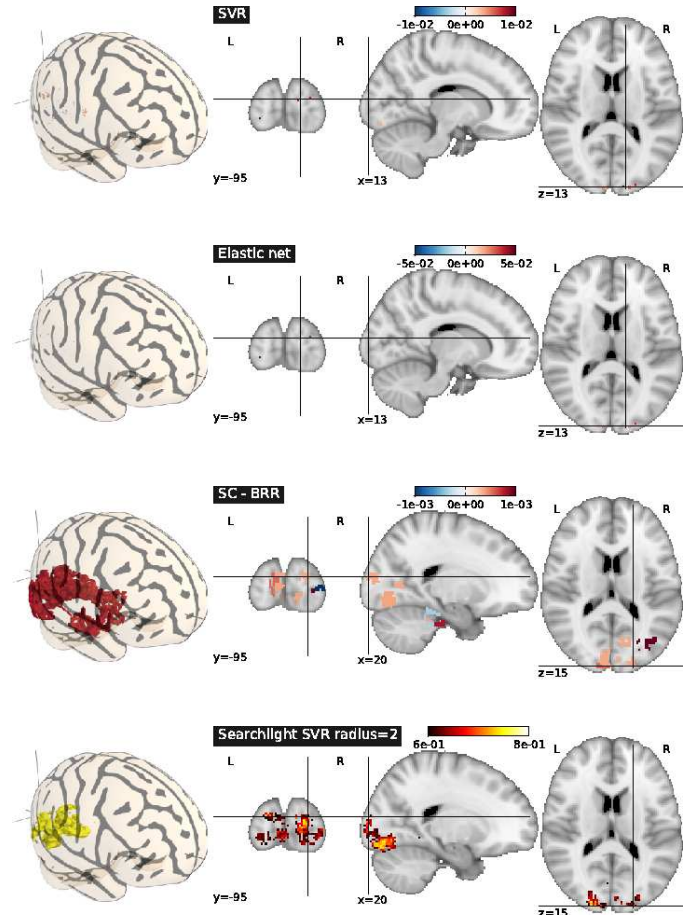 SVR
-1e-02 0e+00 1e-02
L R L R
y=-95 x=13 z=13
Elastic net
-5e-02 0e+00 5e-02
L R L R
y=-95 x=13 z=13
SC - BRR
-1e-03 0e+00 1e-03
L R L R
y=-95 x=20 z=15
Searchlight SVR radius=2
6e-01 8e-01
L R L R
y=-95 x=20 z=15